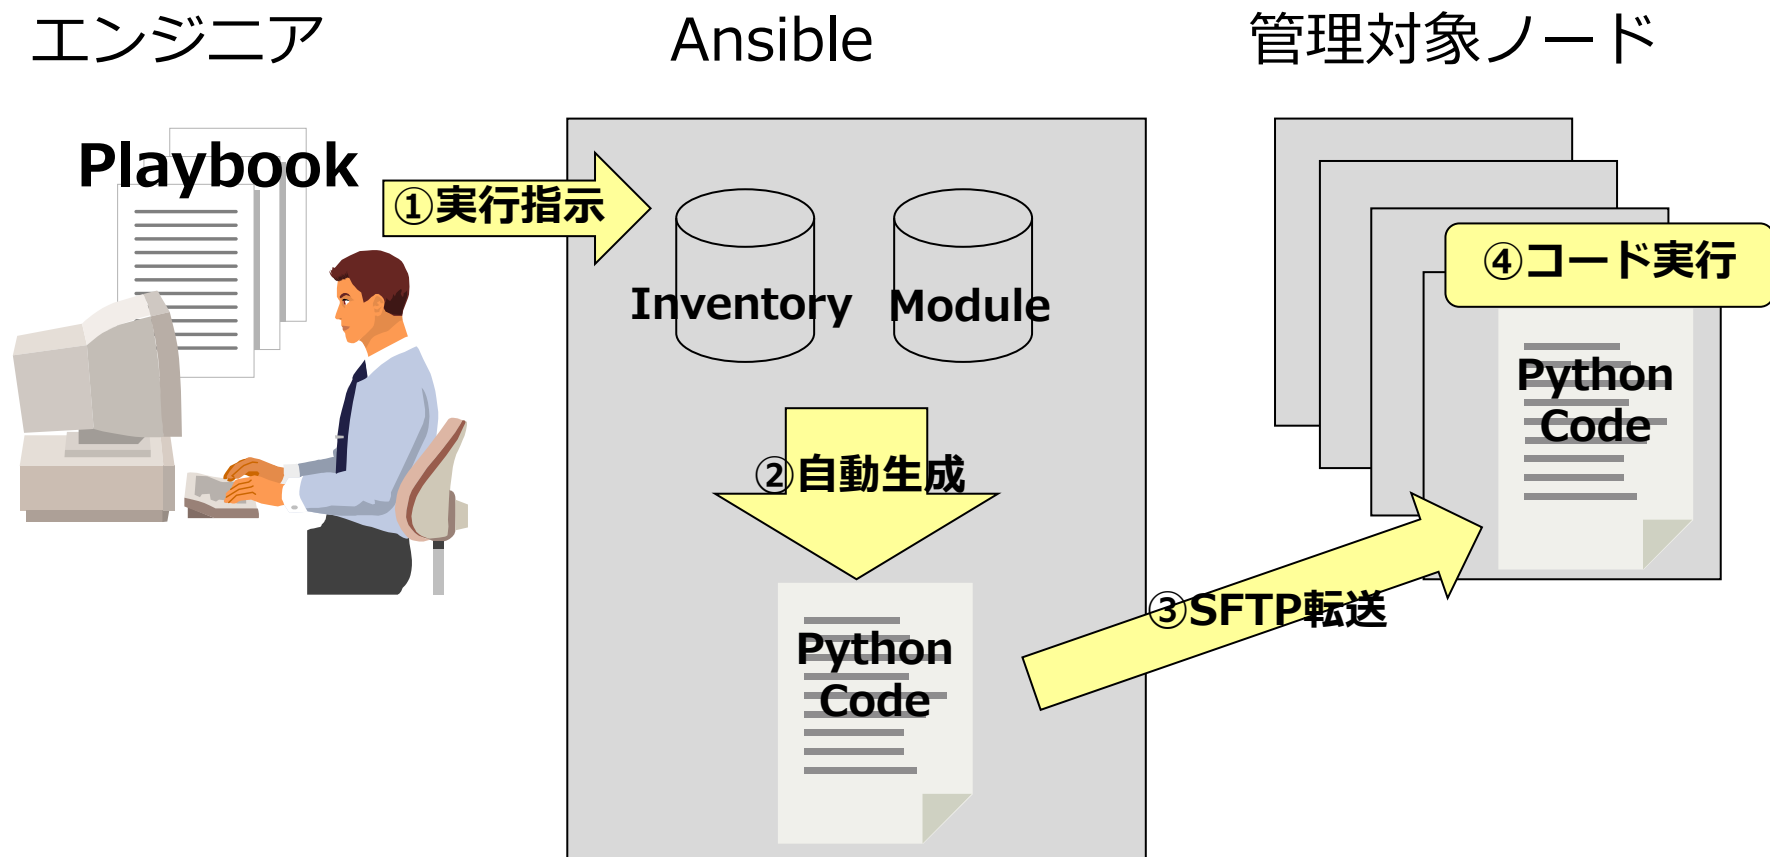 エンジニア
Ansible
管理対象ノード
Playbook
①実行指示
Inventory
Module
②自動生成
Python
Code
③SFTP転送
④コード実行
Python
Code